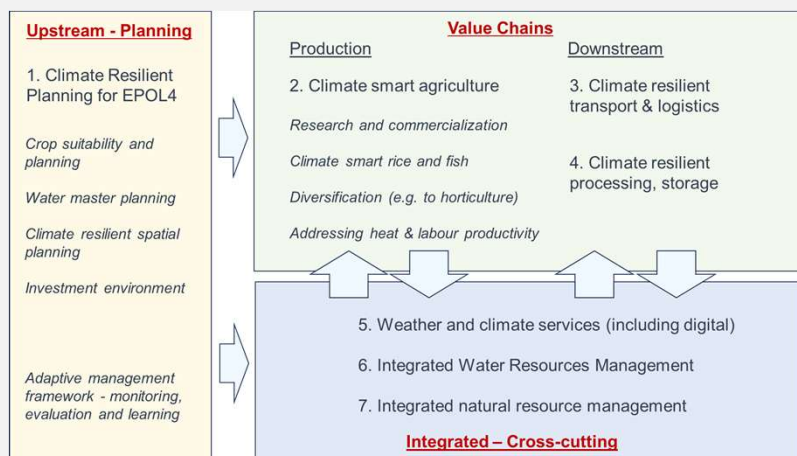 Upstream - Planning
1. Climate Resilient
Planning for EPOL4
Crop suitability and
planning
Water master planning
Climate resilient spatial
planning
Investment environment
Adaptive management
framework - monitoring,
evaluation and learning
Value Chains
Production
2. Climate smart agriculture
Research and commercialization
Climate smart rice and fish
Diversification (e.g. to horticulture)
Addressing heat & labour productivity
Downstream
3. Climate resilient
transport & logistics
4. Climate resilient
processing, storage
5. Weather and climate services (including digital)
6. Integrated Water Resources Management
7. Integrated natural resource management
Integrated – Cross-cutting